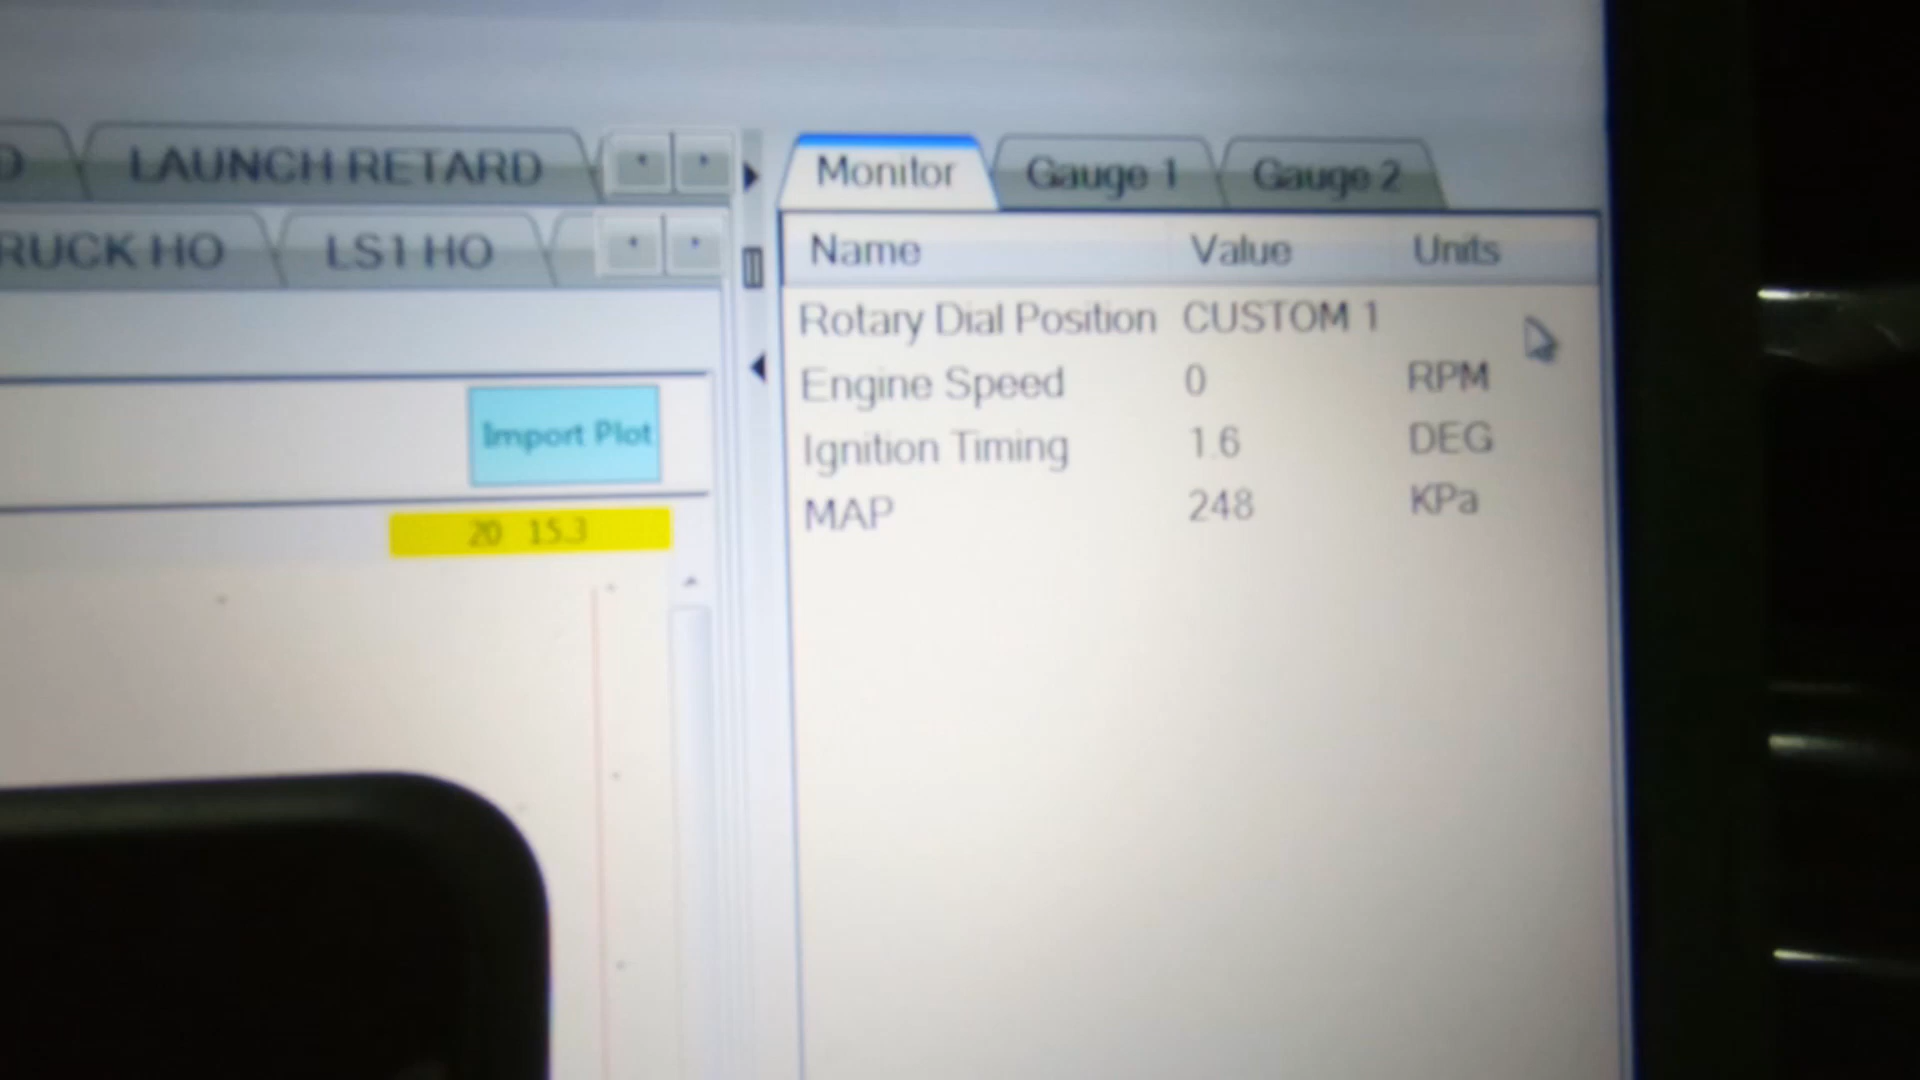 LAUNCH RETARD
RUCK HO LS1 HO
Import Plot
20 15.3
Monitor Gauge 1 Gauge 2
Name Value Units
Rotary Dial Position CUSTOM 1
Engine Speed 0 RPM
Ignition Timing 1.6 DEG
MAP 248 KPa